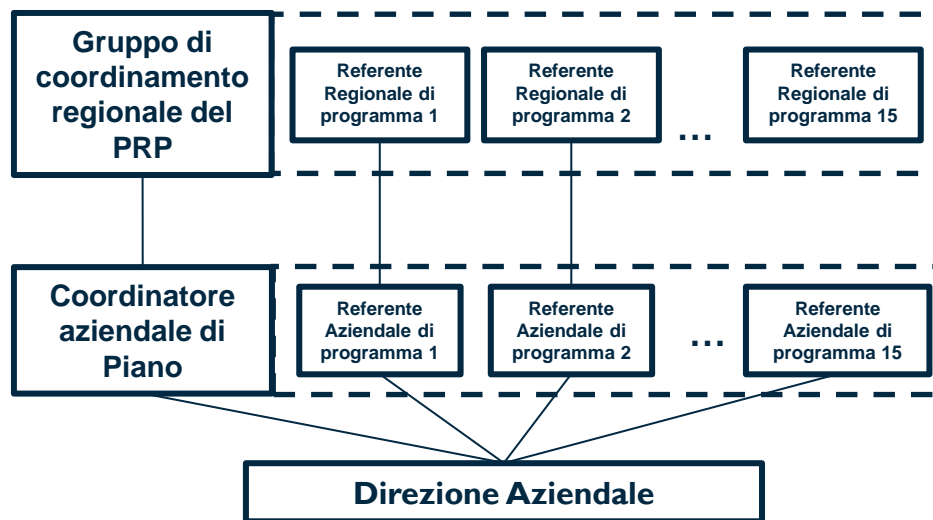 Gruppo di
coordinamento
regionale del
PRP
Referente
Regionale di
programma 1
Referente
Regionale di
programma 2
...
Referente
Regionale di
programma 15
Coordinatore
aziendale di
Piano
Referente
Aziendale di
programma 1
Referente
Aziendale di
programma 2
...
Referente
Aziendale di
programma 15
Direzione Aziendale